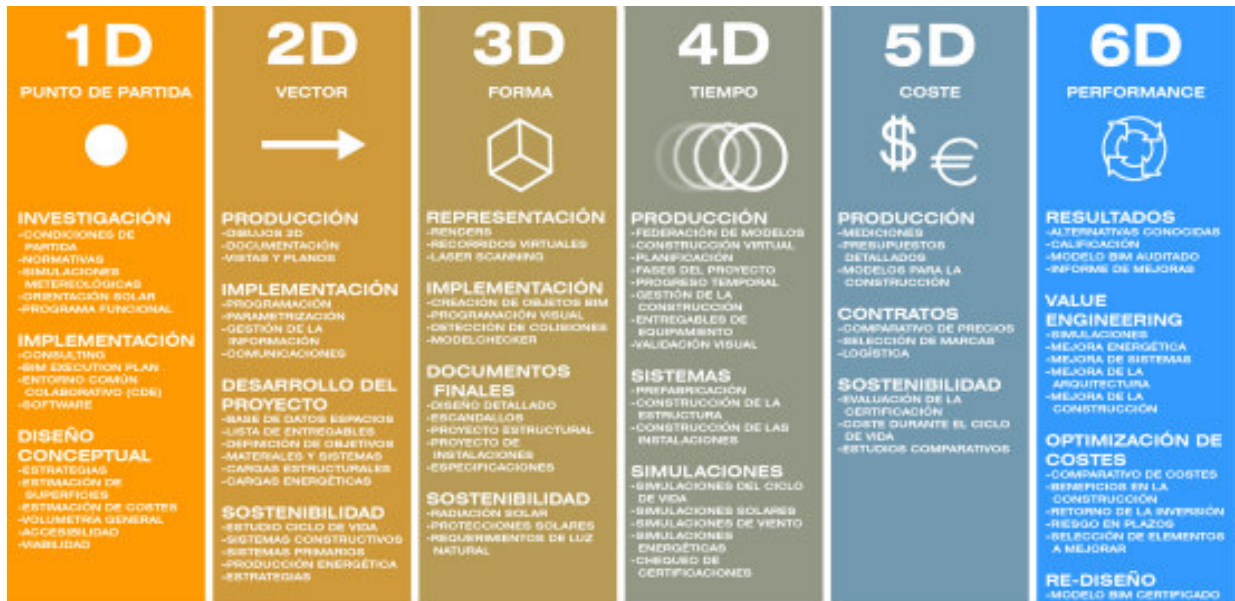 1D
PUNTO DE PARTIDA
INVESTIGACIÓN
-CONDICIONES DE
PARTIDA
-NORMATIVAS
-SIMULACIONES
METEREOLÓGICAS
-ORIENTACIÓN SOLAR
-PROGRAMA FUNCIONAL
IMPLEMENTACIÓN
-CONSULTING
-BIM EXECUTION PLAN
-ENTORNO COMÚN
COLABORATIVO (CDE)
-SOFTWARE
DISEÑO
CONCEPTUAL
-ESTRATEGIAS
-ESTIMACIÓN DE
SUPERFICIES
-ESTIMACIÓN DE COSTES
-VOLUMETRÍA GENERAL
-ACCESIBILIDAD
-VIABILIDAD
2D
VECTOR
PRODUCCIÓN
-DIBUJOS 2D
-DOCUMENTACIÓN
-VISTAS Y PLANOS
IMPLEMENTACIÓN
-PROGRAMACIÓN
-PARAMETRIZACIÓN
-GESTIÓN DE LA
INFORMACIÓN
-COMUNICACIONES
DESARROLLO DEL
PROYECTO
-BASE DE DATOS ESPACIOS
-LISTA DE ENTREGABLES
-DEFINICIÓN DE OBJETIVOS
-MATERIALES Y SISTEMAS
-CARGAS ESTRUCTURALES
-CARGAS ENERGÉTICAS
SOSTENIBILIDAD
-ESTUDIO CICLO DE VIDA
-SISTEMAS CONSTRUCTIVOS
-SISTEMAS PRIMARIOS
-PRODUCCIÓN ENERGÉTICA
-ESTRATEGIAS
3D
FORMA
REPRESENTACIÓN
-RENDERS
-RECORRIDOS VIRTUALES
-LASER SCANNING
IMPLEMENTACIÓN
-CREACIÓN DE OBJETOS BIM
-PROGRAMACIÓN VISUAL
-DETECCIÓN DE COLISIONES
-MODELCHECKER
DOCUMENTOS
FINALES
-DISEÑO DETALLADO
-ESCANDALLOS
-PROYECTO ESTRUCTURAL
-PROYECTO DE
INSTALACIONES
-ESPECIFICACIONES
SOSTENIBILIDAD
-RADIACIÓN SOLAR
-PROTECCIONES SOLARES
-REQUERIMIENTOS DE LUZ
NATURAL
4D
TIEMPO
PRODUCCIÓN
-FEDERACIÓN DE MODELOS
-CONSTRUCCIÓN VIRTUAL
-PLANIFICACIÓN
-FASES DEL PROYECTO
-PROGRESO TEMPORAL
-GESTIÓN DE LA
CONSTRUCCIÓN
-ENTREGABLES DE
EQUIPAMIENTO
-VALIDACIÓN VISUAL
SISTEMAS
-PREFABRICACIÓN
-CONSTRUCCIÓN DE LA
ESTRUCTURA
-CONSTRUCCIÓN DE LAS
INSTALACIONES
SIMULACIONES
-SIMULACIONES DEL CICLO
DE VIDA
-SIMULACIONES SOLARES
-SIMULACIONES DE VIENTO
-SIMULACIONES
ENERGÉTICAS
-CHEQUEO DE
CERTIFICACIONES
5D
COSTE
$ €
PRODUCCIÓN
-MEDICIONES
-PRESUPUESTOS
DETALLADOS
-MODELOS PARA LA
CONSTRUCCIÓN
CONTRATOS
-COMPARATIVO DE PRECIOS
-SELECCIÓN DE MARCAS
-LOGÍSTICA
SOSTENIBILIDAD
-EVALUACIÓN DE LA
CERTIFICACIÓN
-COSTE DURANTE EL CICLO
DE VIDA
-ESTUDIOS COMPARATIVOS
6D
PERFORMANCE
RESULTADOS
-ALTERNATIVAS CONOCIDAS
-CALIFICACIÓN
-MODELO BIM AUDITADO
-INFORME DE MEJORAS
VALUE
ENGINEERING
-SIMULACIONES
-MEJORA ENERGÉTICA
-MEJORA DE SISTEMAS
-MEJORA DE LA
ARQUITECTURA
-MEJORA DE LA
CONSTRUCCIÓN
OPTIMIZACIÓN DE
COSTES
-COMPARATIVO DE COSTES
-BENEFICIOS EN LA
CONSTRUCCIÓN
-RETORNO DE LA INVERSIÓN
-RIESGO EN PLAZOS
-SELECCIÓN DE ELEMENTOS
A MEJORAR
RE-DISEÑO
-MODELO BIM CERTIFICADO